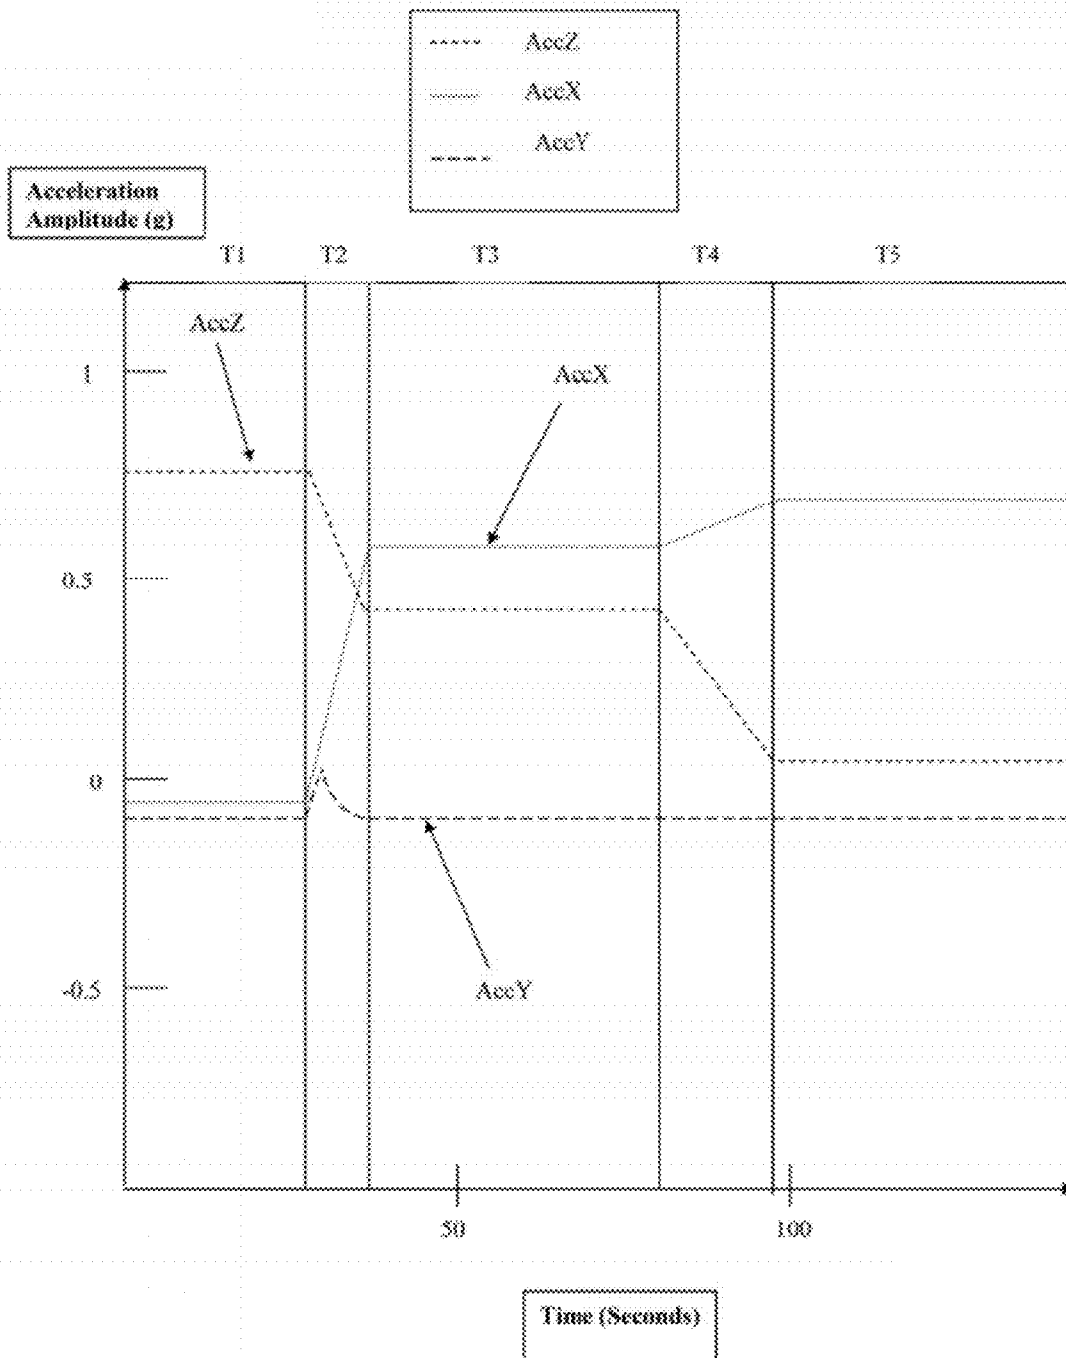 AccZ
AccX
AccY
Acceleration
Amplitude (g)
T1 T2 T3 T4 T5
AccZ
AccX
1
0.5
0
-0.5
AccY
50 100
Time (Seconds)